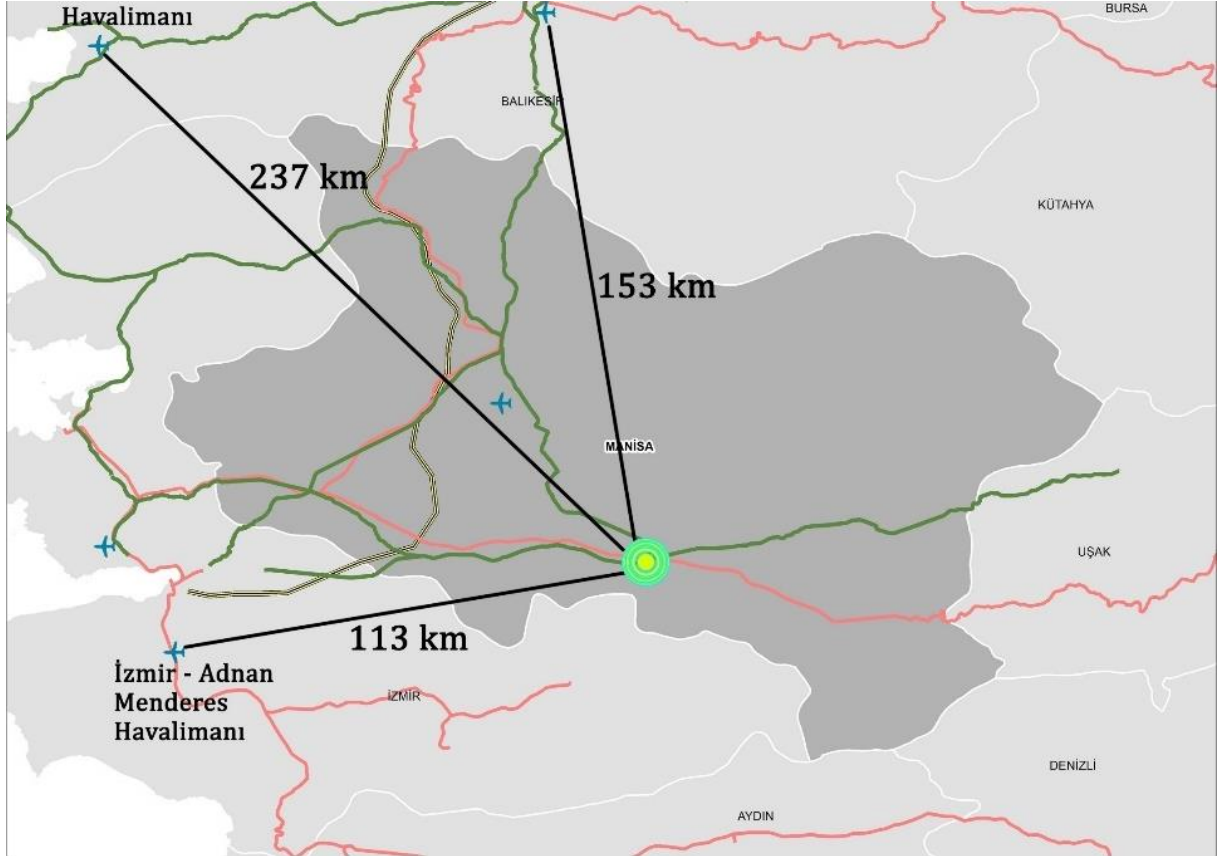 Havalimanı
BURSA
BALIKESİR
237 km
KÜTAHYA
153 km
MANİSA
UŞAK
113 km
İzmir - Adnan
Menderes
Havalimanı
İZMİR
DENİZLİ
AYDIN